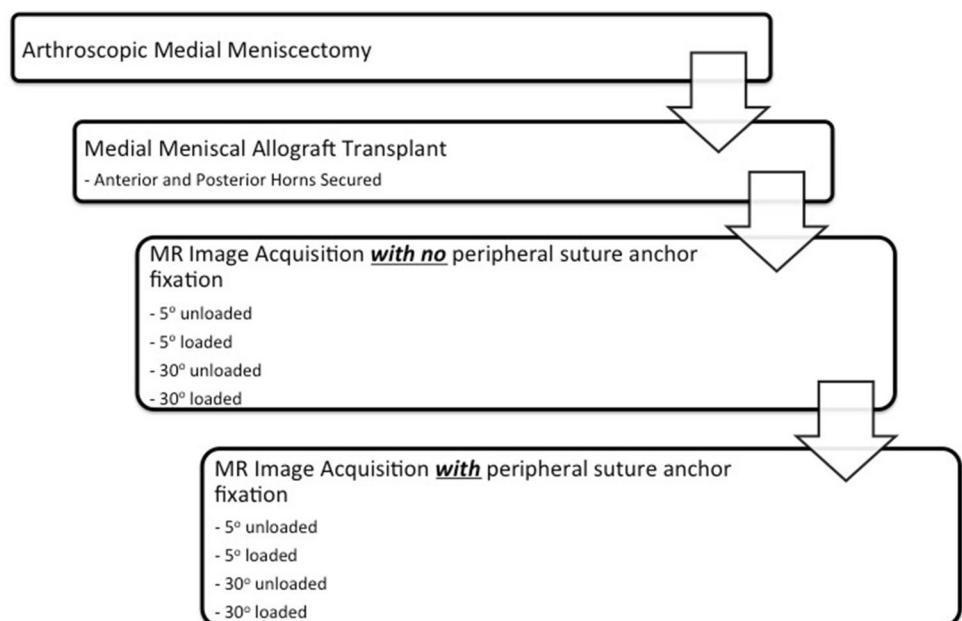 Arthroscopic Medial Meniscectomy
Medial Meniscal Allograft Transplant
- Anterior and Posterior Horns Secured
MR Image Acquisition with no peripheral suture anchor
fixation
- 5° unloaded
- 5° loaded
- 30° unloaded
- 30° loaded
MR Image Acquisition with peripheral suture anchor
fixation
- 5° unloaded
- 5° loaded
- 30° unloaded
- 30° loaded